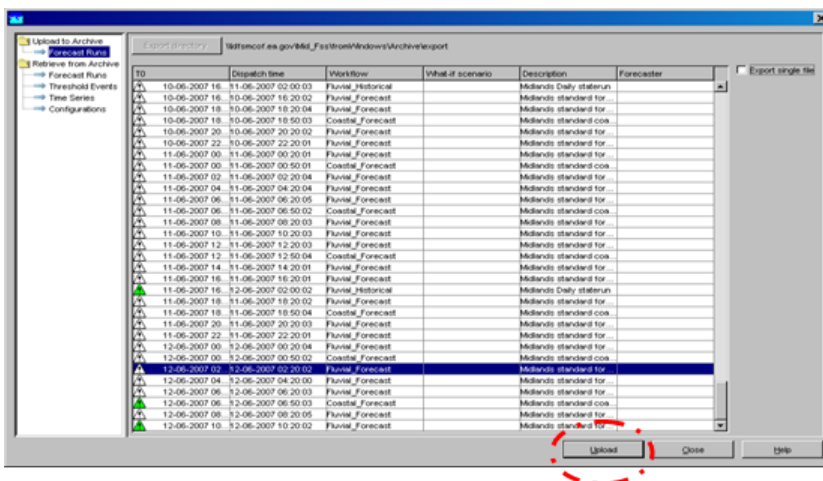 Upload to Archive
Forecast Runs
Retrieve from Archive
Forecast Runs
Threshold Events
Time Series
Configurations
Export directory
Export single file
T0 Dispatch time Workflow What-if scenario Description Forecaster
10-06-2007 16... 11-06-2007 02:00:03 Fluvial_Historical Midlands Daily staterun
10-06-2007 16... 10-06-2007 16:20:02 Fluvial_Forecast Midlands standard for...
10-06-2007 18... 10-06-2007 18:20:04 Fluvial_Forecast Midlands standard for...
10-06-2007 18... 10-06-2007 18:50:03 Coastal_Forecast Midlands standard coa...
10-06-2007 20... 10-06-2007 20:20:02 Fluvial_Forecast Midlands standard for...
10-06-2007 22... 10-06-2007 22:20:01 Fluvial_Forecast Midlands standard for...
11-06-2007 00... 11-06-2007 00:20:01 Fluvial_Forecast Midlands standard for...
11-06-2007 00... 11-06-2007 00:50:01 Coastal_Forecast Midlands standard coa...
11-06-2007 02... 11-06-2007 02:20:04 Fluvial_Forecast Midlands standard for...
11-06-2007 04... 11-06-2007 04:20:04 Fluvial_Forecast Midlands standard for...
11-06-2007 06... 11-06-2007 06:20:05 Fluvial_Forecast Midlands standard for...
11-06-2007 06... 11-06-2007 06:50:02 Coastal_Forecast Midlands standard coa...
11-06-2007 08... 11-06-2007 08:20:03 Fluvial_Forecast Midlands standard for...
11-06-2007 10... 11-06-2007 10:20:03 Fluvial_Forecast Midlands standard for...
11-06-2007 12... 11-06-2007 12:20:03 Fluvial_Forecast Midlands standard for...
11-06-2007 12... 11-06-2007 12:50:04 Coastal_Forecast Midlands standard coa...
11-06-2007 14... 11-06-2007 14:20:01 Fluvial_Forecast Midlands standard for...
11-06-2007 16... 11-06-2007 16:20:01 Fluvial_Forecast Midlands standard for...
11-06-2007 16... 12-06-2007 02:00:02 Fluvial_Historical Midlands Daily staterun
11-06-2007 18... 11-06-2007 18:20:02 Fluvial_Forecast Midlands standard for...
11-06-2007 18... 11-06-2007 18:50:04 Coastal_Forecast Midlands standard coa...
11-06-2007 20... 11-06-2007 20:20:03 Fluvial_Forecast Midlands standard for...
11-06-2007 22... 11-06-2007 22:20:01 Fluvial_Forecast Midlands standard for...
12-06-2007 00... 12-06-2007 00:20:04 Fluvial_Forecast Midlands standard for...
12-06-2007 00... 12-06-2007 00:50:02 Coastal_Forecast Midlands standard coa...
12-06-2007 02... 12-06-2007 02:20:02 Fluvial_Forecast Midlands standard for...
12-06-2007 04... 12-06-2007 04:20:00 Fluvial_Forecast Midlands standard for...
12-06-2007 06... 12-06-2007 06:20:03 Fluvial_Forecast Midlands standard for...
12-06-2007 06... 12-06-2007 06:50:03 Coastal_Forecast Midlands standard coa...
12-06-2007 08... 12-06-2007 08:20:05 Fluvial_Forecast Midlands standard for...
12-06-2007 10... 12-06-2007 10:20:02 Fluvial_Forecast Midlands standard for...
Upload Close Help